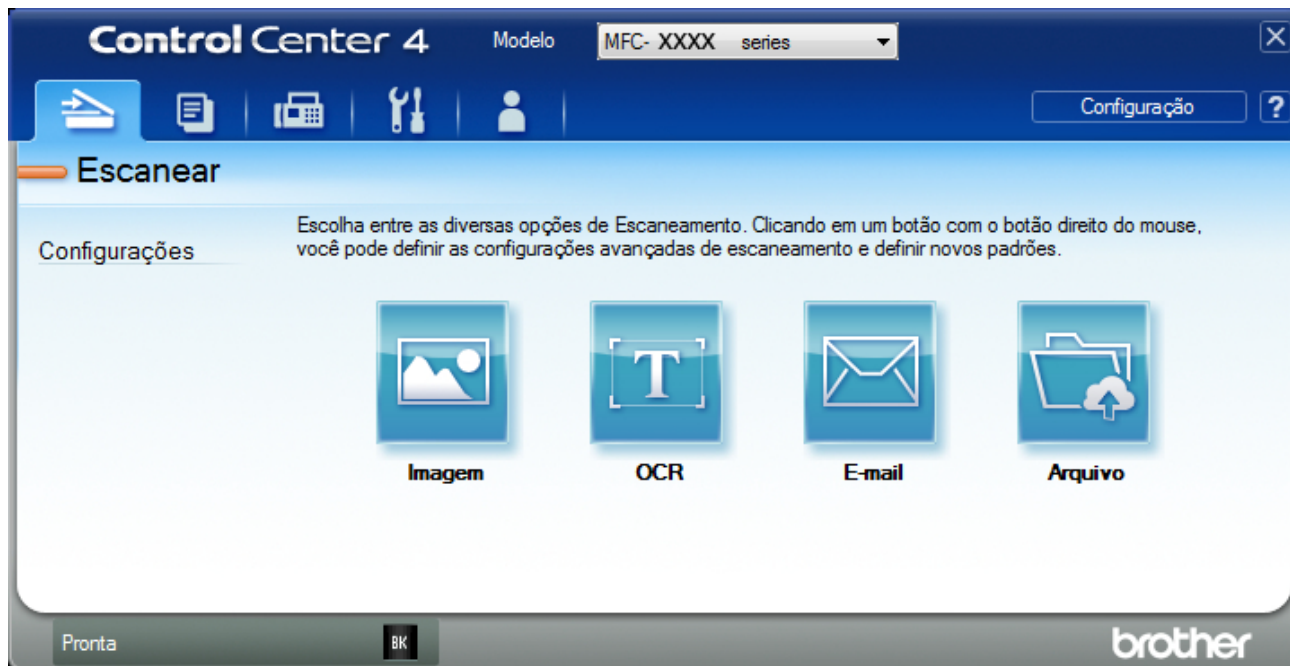 Control Center 4
Modelo
MFC- XXXX series
Configuração
?
Escanear
Configurações
Escolha entre as diversas opções de Escaneamento. Clicando em um botão com o botão direito do mouse,
você pode definir as configurações avançadas de escaneamento e definir novos padrões.
T
Imagem
OCR
E-mail
Arquivo
Pronta
BK
brother